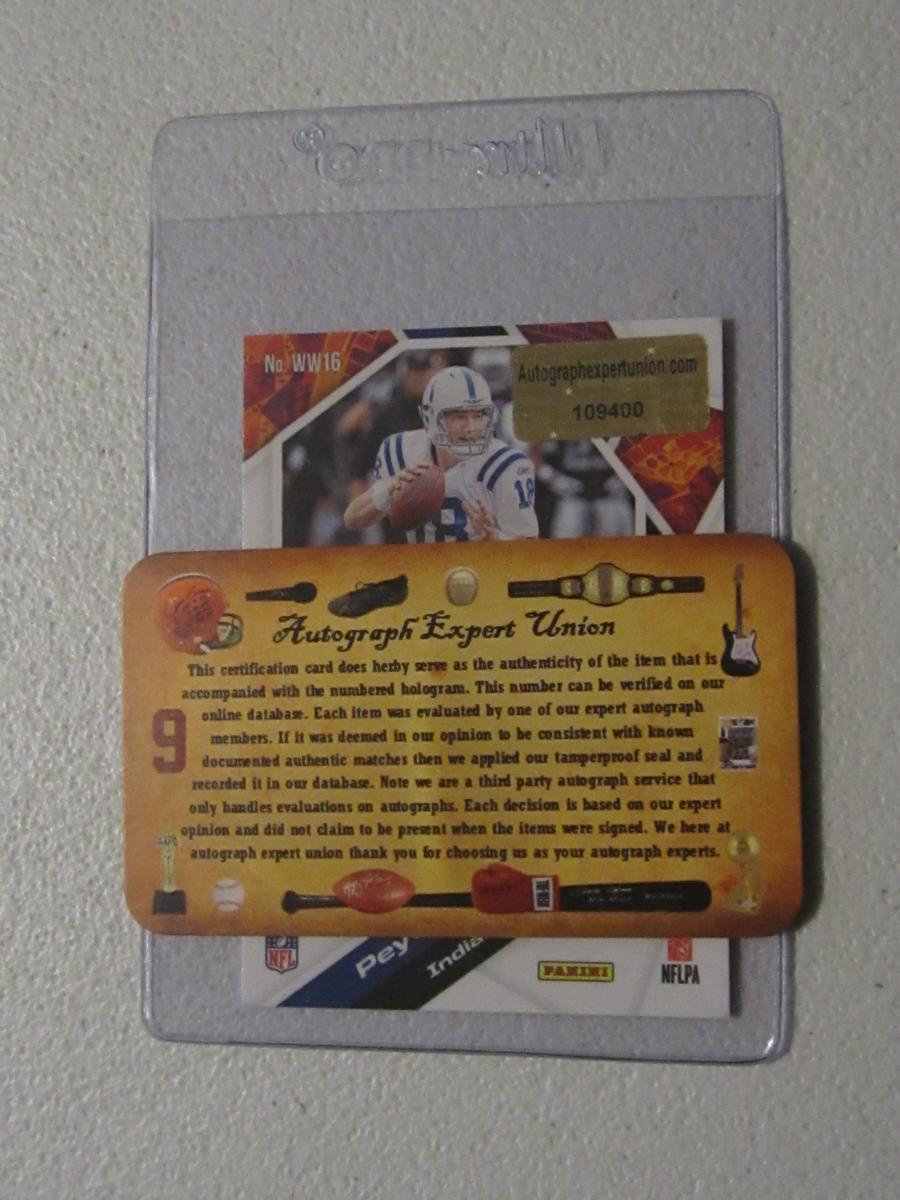 Ultra-PRO®
No. WW16
Autographexpertunion.com
109400
18
18
18
Autograph Expert Union
This certification card does herby serve as the authenticity of the item that is
accompanied with the numbered hologram. This number can be verified on our
online database. Each item was evaluated by one of our expert autograph
members. If it was deemed in our opinion to be consistent with known
documented authentic matches then we applied our tamperproof seal and
recorded it in our database. Note we are a third party autograph service that
only handles evaluations on autographs. Each decision is based on our expert
opinion and did not claim to be present when the items were signed. We here at
autograph expert union thank you for choosing us as your autograph experts.
9
NFL
Pey
India
PANINI
NFLPA